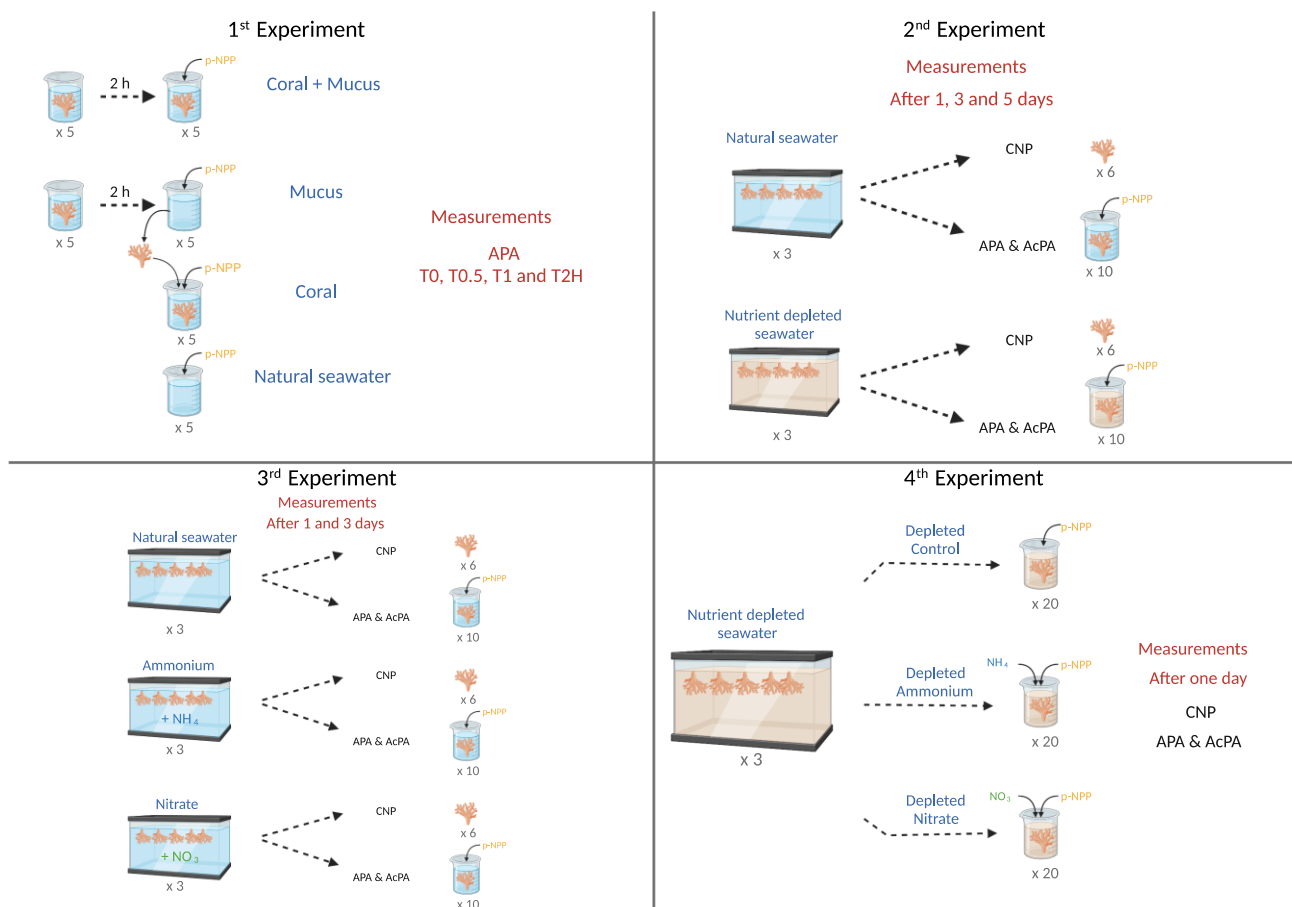 1st Experiment
p-NPP
2 h
Coral + Mucus
x 5
x 5
p-NPP
2 h
Mucus
x 5
x 5
p-NPP
Coral
x 5
p-NPP
Natural seawater
x 5
Measurements
APA
T0, T0.5, T1 and T2H
2nd Experiment
Measurements
After 1, 3 and 5 days
Natural seawater
x 3
CNP
x 6
p-NPP
APA & AcPA
x 10
Nutrient depleted
seawater
x 3
CNP
x 6
p-NPP
APA & AcPA
x 10
3rd Experiment
Measurements
After 1 and 3 days
Natural seawater
x 3
CNP
x 6
p-NPP
APA & AcPA
x 10
Ammonium
+ NH4
x 3
CNP
x 6
p-NPP
APA & AcPA
x 10
Nitrate
+ NO3
x 3
CNP
x 6
p-NPP
APA & AcPA
x 10
4th Experiment
Nutrient depleted
seawater
x 3
Depleted
Control
p-NPP
x 20
Depleted
Ammonium
NH4
p-NPP
x 20
Depleted
Nitrate
NO3
p-NPP
x 20
Measurements
After one day
CNP
APA & AcPA